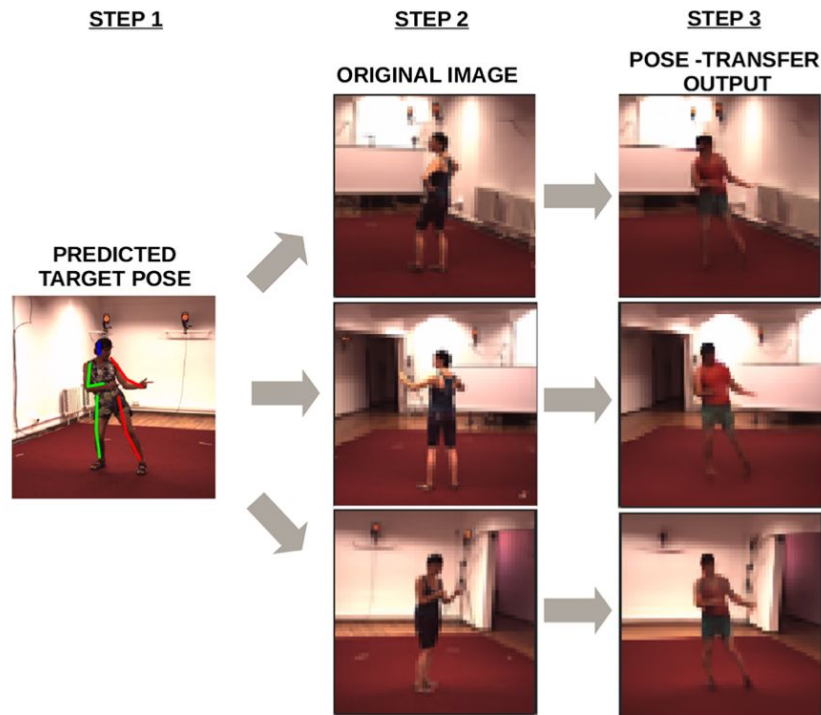 STEP 1
STEP 2
STEP 3
ORIGINAL IMAGE
POSE -TRANSFER
OUTPUT
PREDICTED
TARGET POSE